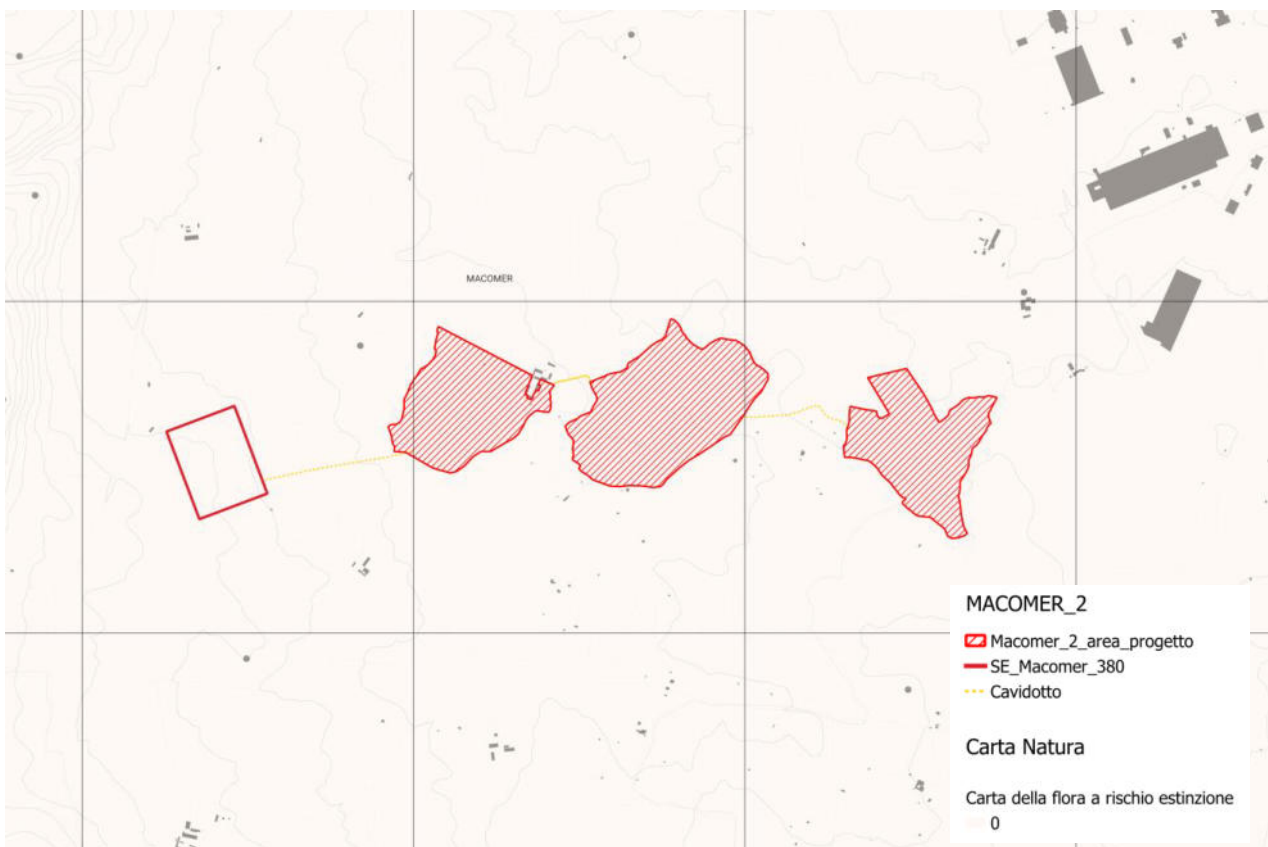 MACOMER
MACOMER_2
Macomer_2_area_progetto
SE_Macomer_380
Cavidotto
Carta Natura
Carta della flora a rischio estinzione
0